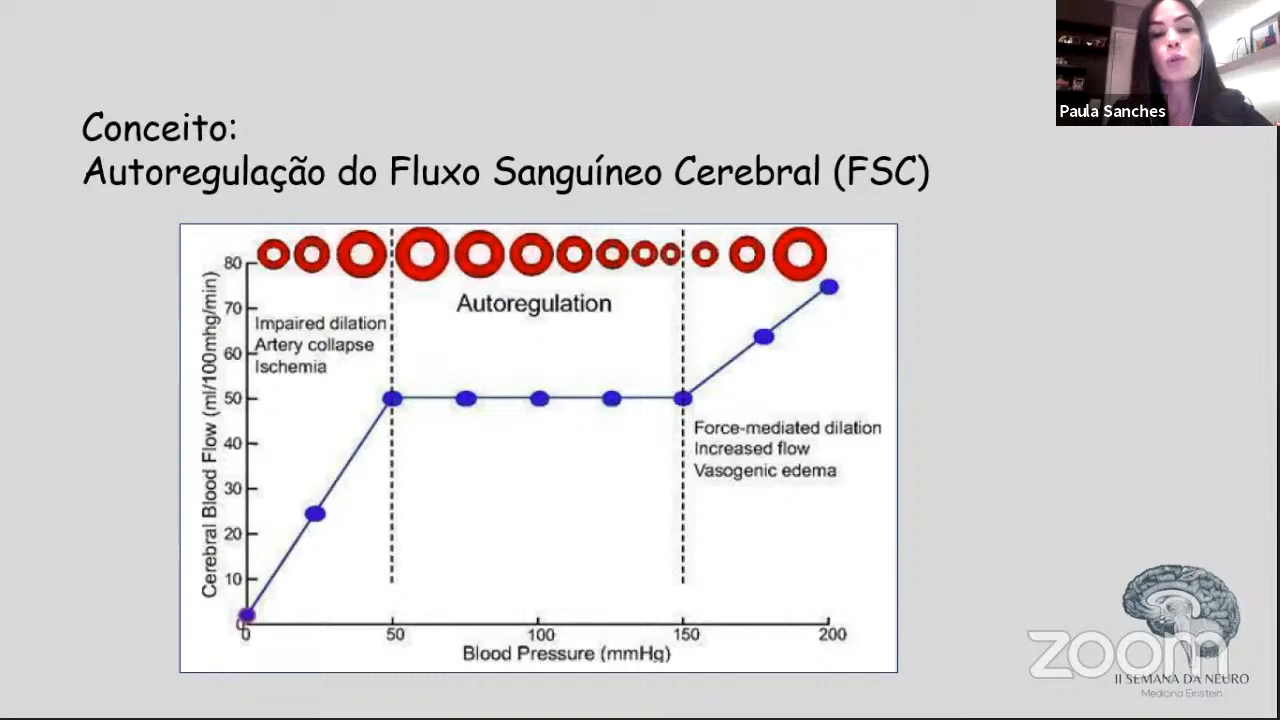 Paula Sanches
Conceito:
Autoregulação do Fluxo Sanguíneo Cerebral (FSC)
80
70
60
50
40
30
20
10
0
Cerebral Blood Flow (ml/100mhg/min)
Autoregulation
Impaired dilation
Artery collapse
Ischemia
Force-mediated dilation
Increased flow
Vasogenic edema
0
50
100
150
200
Blood Pressure (mmHg)
zoom
II SEMANA DA NEURO
Medicina Einstein